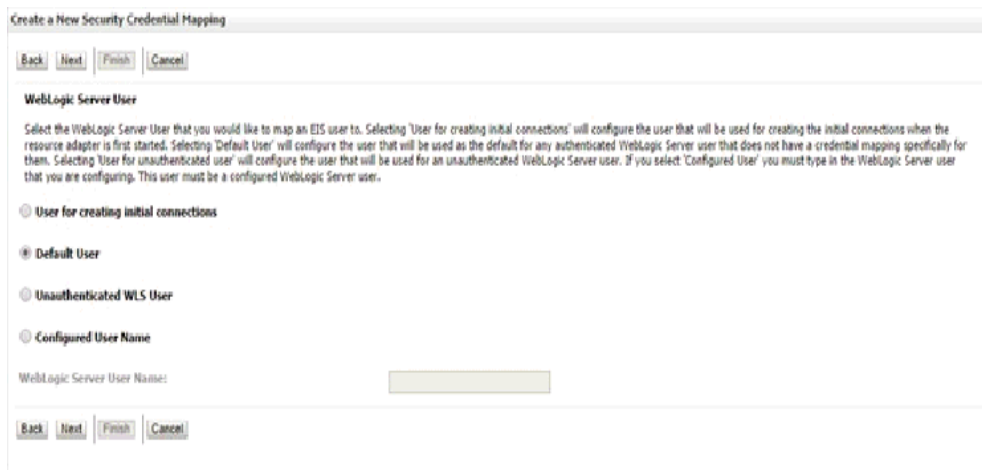 Create a New Security Credential Mapping
Back Next Finish Cancel
WebLogic Server User
Select the WebLogic Server User that you would like to map an EIS user to. Selecting 'User for creating initial connections' will configure the user that will be used for creating the initial connections when the
resource adapter is first started. Selecting 'Default User' will configure the user that will be used as the default for any authenticated WebLogic Server user that does not have a credential mapping specifically for
them. Selecting 'User for unauthenticated user' will configure the user that will be used for an unauthenticated WebLogic Server user. If you select 'Configured User' you must type in the WebLogic Server user
that you are configuring. This user must be a configured WebLogic Server user.
User for creating initial connections
Default User
Unauthenticated WLS User
Configured User Name
WebLogic Server User Name:
Back Next Finish Cancel